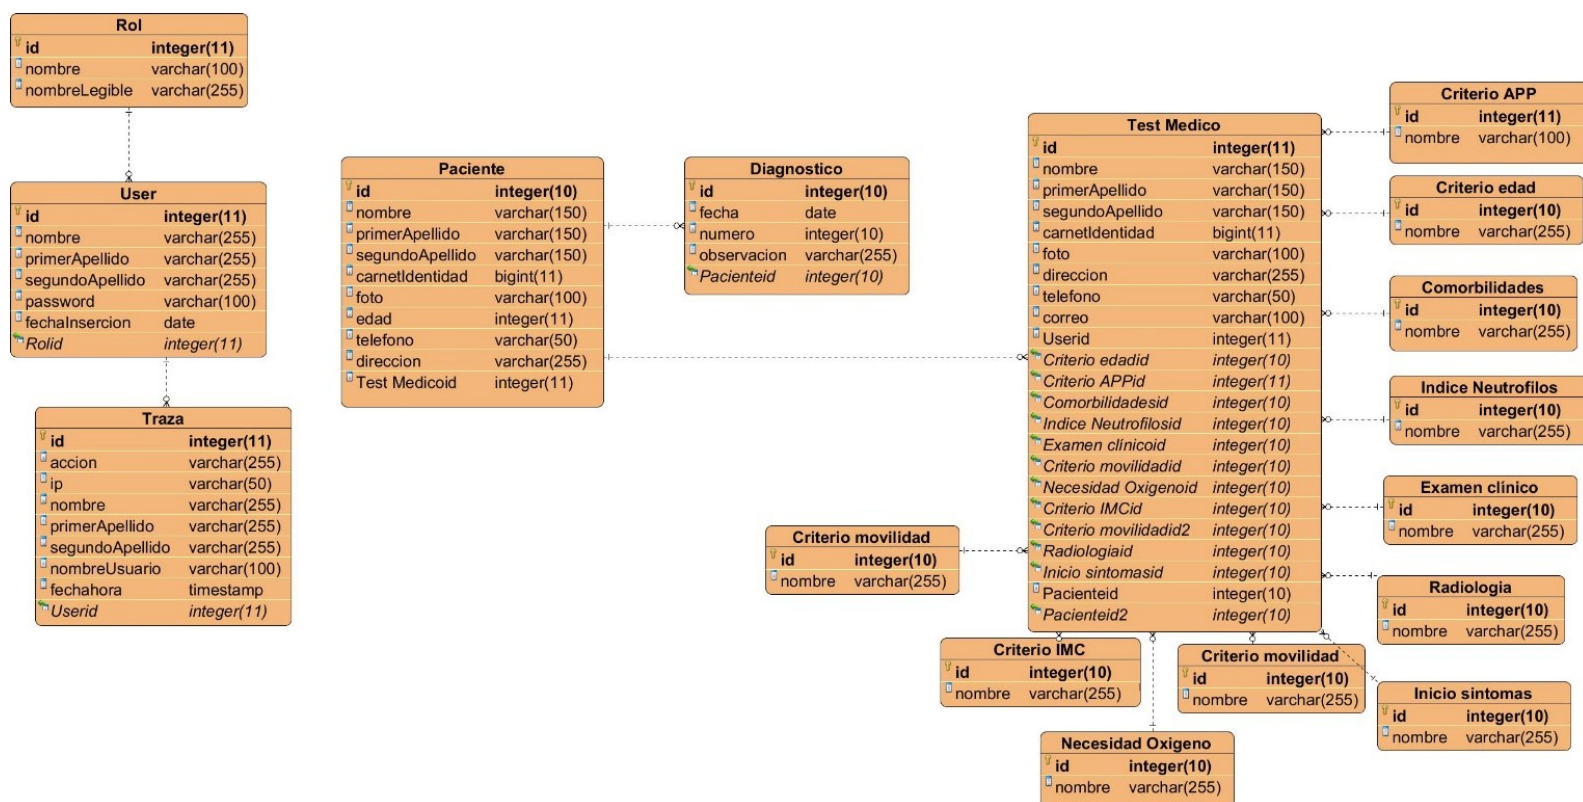 Rol
id integer(11)
nombre varchar(100)
nombreLegible varchar(255)
User
id integer(11)
nombre varchar(255)
primerApellido varchar(255)
segundoApellido varchar(255)
password varchar(100)
fechaInsercion date
Rolid integer(11)
Traza
id integer(11)
accion varchar(255)
ip varchar(50)
nombre varchar(255)
primerApellido varchar(255)
segundoApellido varchar(255)
nombreUsuario varchar(100)
fechahora timestamp
Userid integer(11)
Paciente
id integer(10)
nombre varchar(150)
primerApellido varchar(150)
segundoApellido varchar(150)
carnetIdentidad bigint(11)
foto varchar(100)
edad integer(11)
telefono varchar(50)
direccion varchar(255)
Test Medicoid integer(11)
Diagnostico
id integer(10)
fecha date
numero integer(10)
observacion varchar(255)
Pacienteid integer(10)
Test Medico
id integer(11)
nombre varchar(150)
primerApellido varchar(150)
segundoApellido varchar(150)
carnetIdentidad bigint(11)
foto varchar(100)
direccion varchar(255)
telefono varchar(50)
correo varchar(100)
Userid integer(11)
Criterio edadid integer(10)
Criterio APPid integer(11)
Comorbilidadesid integer(10)
Indice Neutrofilosid integer(10)
Examen clínicoid integer(10)
Criterio movilidadid integer(10)
Necesidad Oxigenoid integer(10)
Criterio IMCid integer(10)
Criterio movilidadid2 integer(10)
Radiologiaid integer(10)
Inicio sintomasid integer(10)
Pacienteid integer(10)
Pacienteid2 integer(10)
Criterio APP
id integer(11)
nombre varchar(100)
Criterio edad
id integer(10)
nombre varchar(255)
Comorbilidades
id integer(10)
nombre varchar(255)
Indice Neutrofilos
id integer(10)
nombre varchar(255)
Examen clínico
id integer(10)
nombre varchar(255)
Radiologia
id integer(10)
nombre varchar(255)
Inicio sintomas
id integer(10)
nombre varchar(255)
Criterio movilidad
id integer(10)
nombre varchar(255)
Criterio IMC
id integer(10)
nombre varchar(255)
Criterio movilidad
id integer(10)
nombre varchar(255)
Necesidad Oxigeno
id integer(10)
nombre varchar(255)